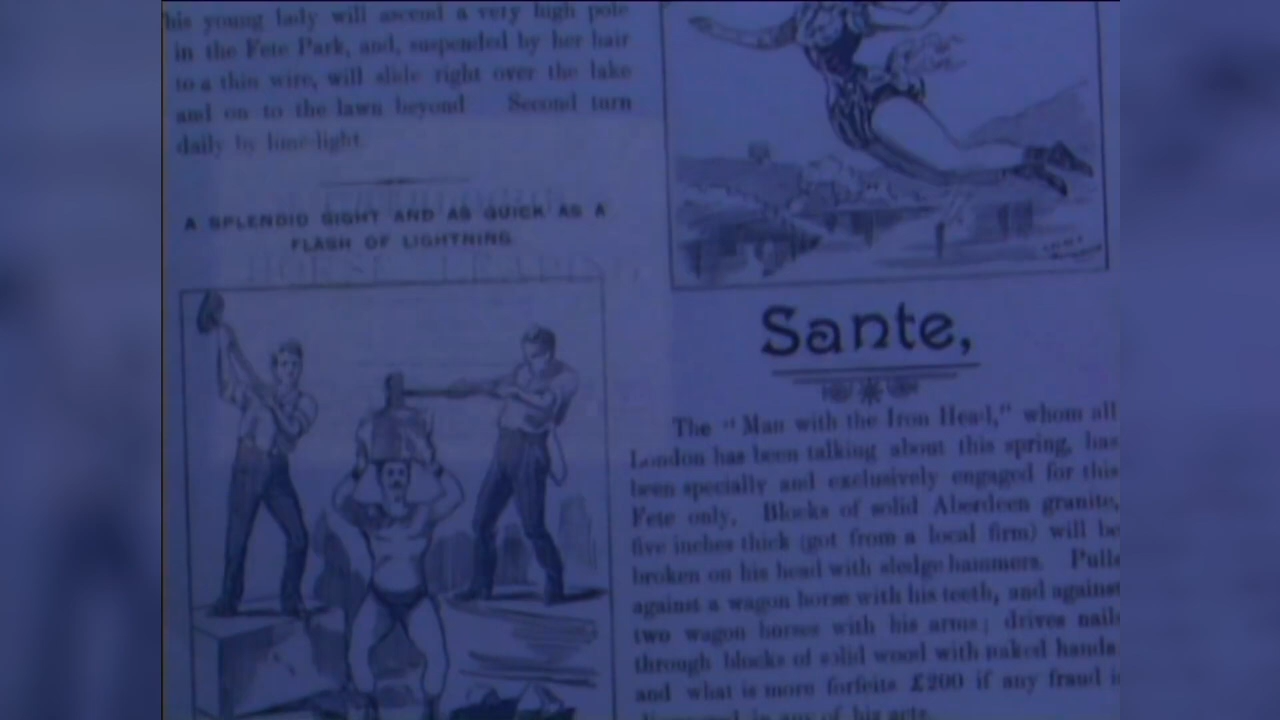 his young lady will ascend a very high pole
in the Fete Park, and, suspended by her hair
to a thin wire, will slide right over the lake
and on to the lawn beyond Second turn
daily by lime-light.
A SPLENDID SIGHT AND AS QUICK AS A
FLASH OF LIGHTNING.
Sante,
The "Man with the Iron Head," whom all
London has been talking about this spring, has
been specially and exclusively engaged for this
Fete only. Blocks of solid Aberdeen granite,
five inches thick (got from a local firm) will be
broken on his head with sledge hammers. Pulls
against a wagon horse with his teeth, and against
two wagon horses with his arms; drives nails
through blocks of solid wood with naked hands
and what is more forfeits £200 if any fraud is
in any of his acts.